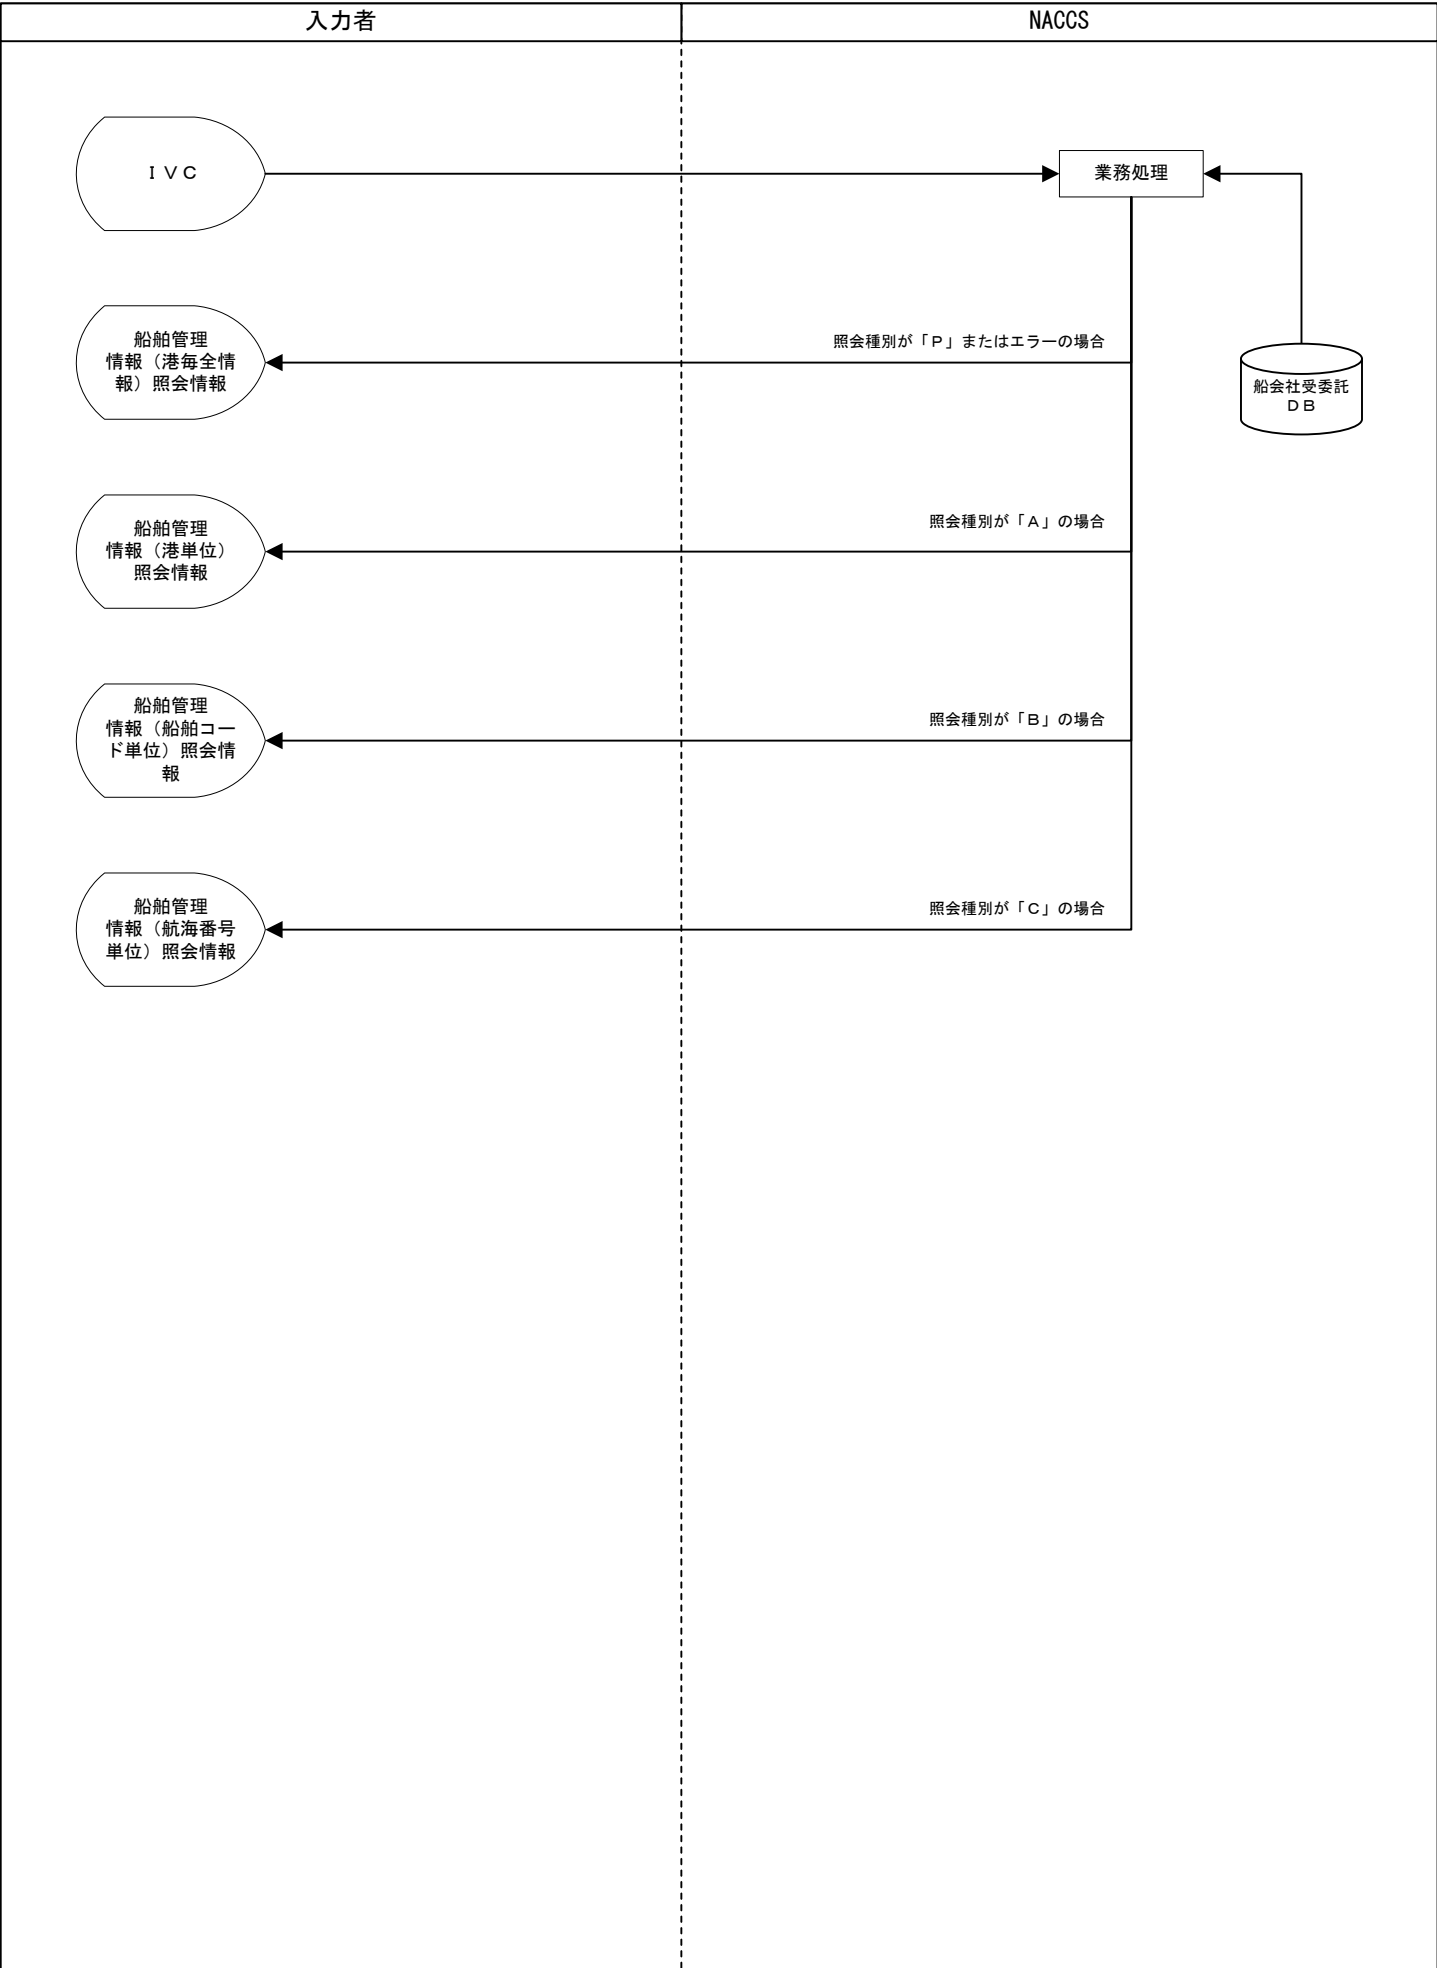 入力者
NACCS
ＩＶＣ
業務処理
船舶管理
情報（港毎全情
報）照会情報
照会種別が「Ｐ」またはエラーの場合
船会社受委託
ＤＢ
船舶管理
情報（港単位）
照会情報
照会種別が「Ａ」の場合
船舶管理
情報（船舶コー
ド単位）照会情
報
照会種別が「Ｂ」の場合
船舶管理
情報（航海番号
単位）照会情報
照会種別が「Ｃ」の場合